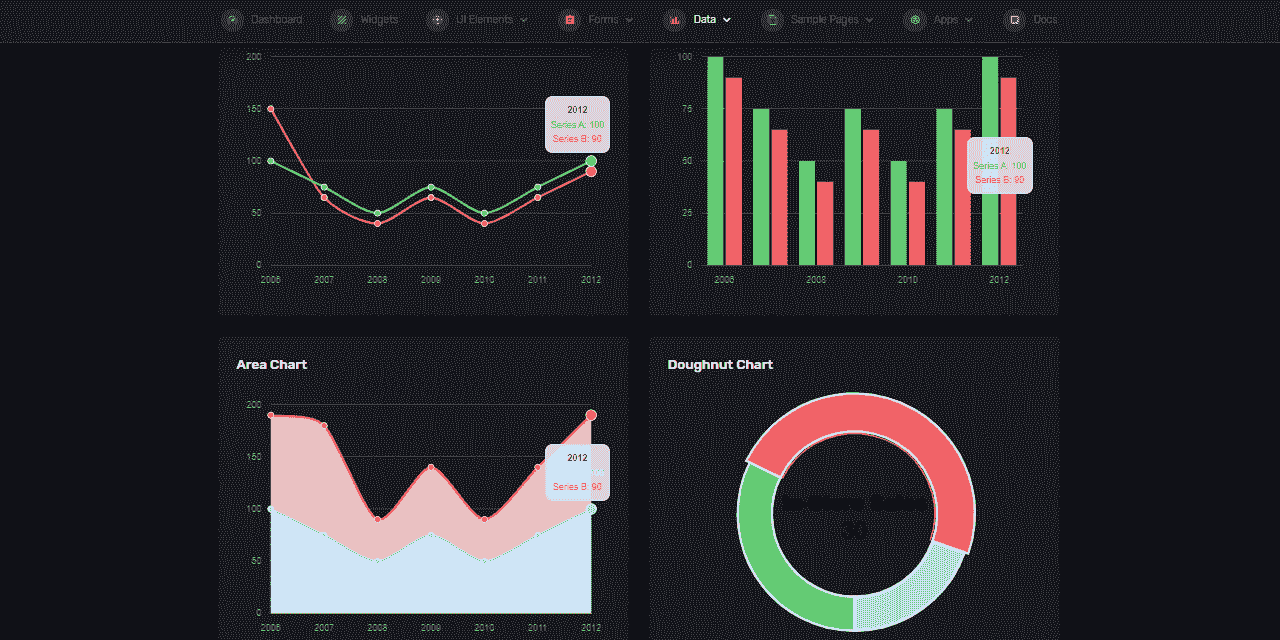 Dashboard Widgets UI Elements Forms Data Sample Pages Apps Docs
200
150
100
50
0
2006 2007 2008 2009 2010 2011 2012
2012
Series A: 100
Series B: 90
100
75
50
25
0
2006 2008 2010 2012
2012
Series A: 100
Series B: 90
Area Chart
200
150
100
50
0
2006 2007 2008 2009 2010 2011 2012
2012
Series B: 90
Doughnut Chart
30